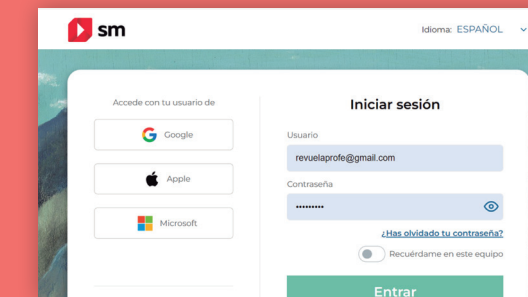 sm
Idioma: ESPAÑOL
Accede con tu usuario de
Google
Apple
Microsoft
Iniciar sesión
Usuario
revuelaprofe@gmail.com
Contraseña
•••••••••
¿Has olvidado tu contraseña?
Recuérdame en este equipo
Entrar